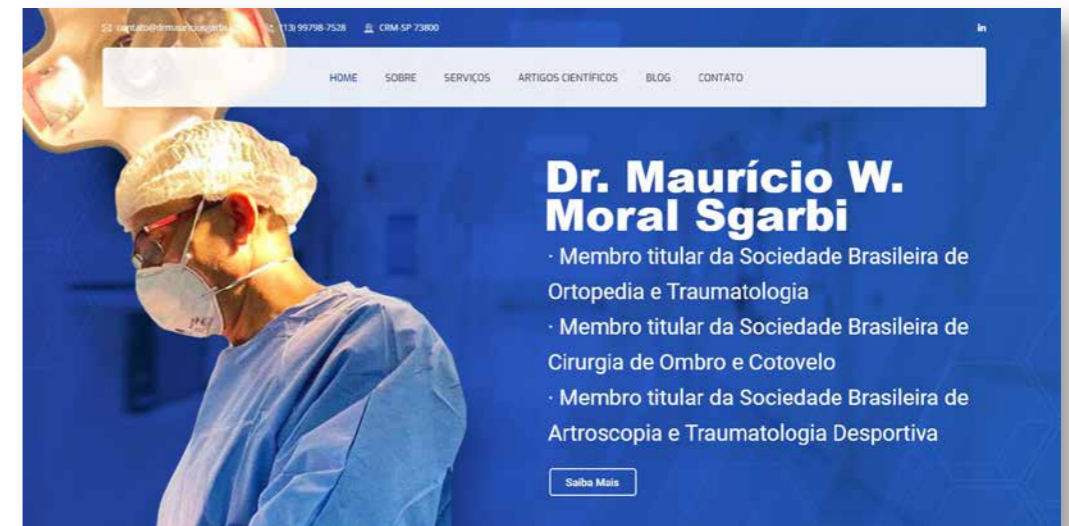 (13) 99798-7528
CRM-SP 73800
in
HOME SOBRE SERVIÇOS ARTIGOS CIENTÍFICOS BLOG CONTATO
Dr. Maurício W.
Moral Sgarbi
· Membro titular da Sociedade Brasileira de
Ortopedia e Traumatologia
· Membro titular da Sociedade Brasileira de
Cirurgia de Ombro e Cotovelo
· Membro titular da Sociedade Brasileira de
Artroscopia e Traumatologia Desportiva
Saiba Mais